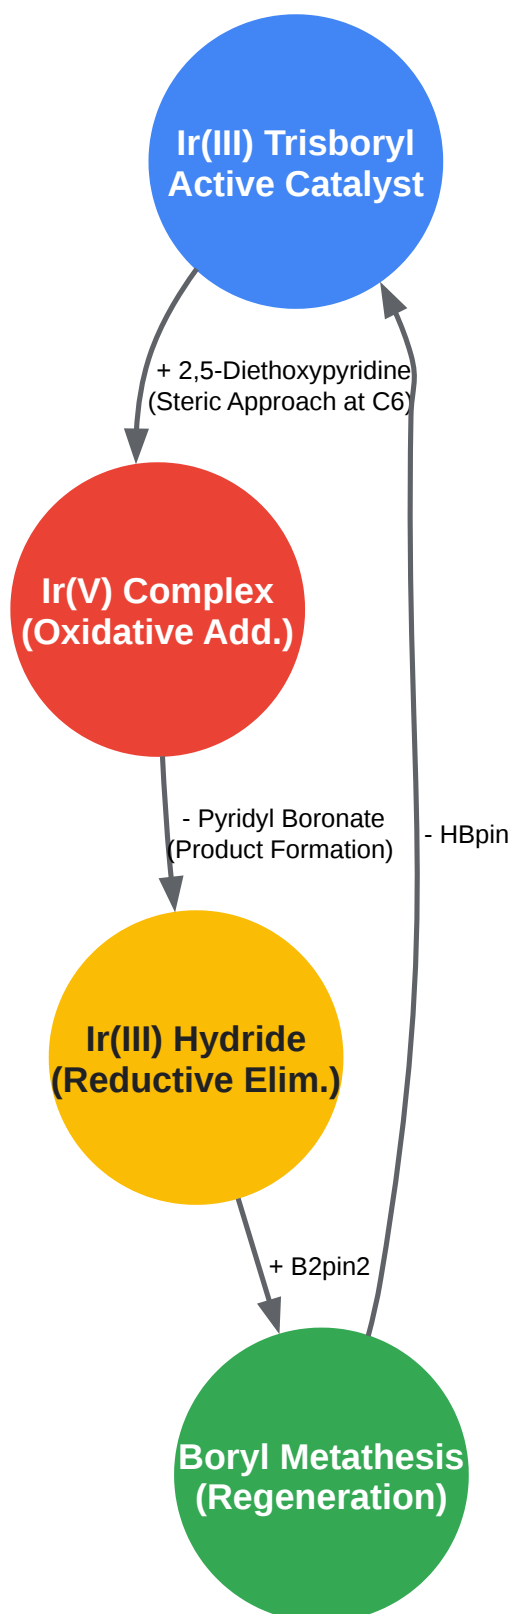 Ir(III) Trisboryl
Active Catalyst
+ 2,5-Diethoxypyridine
(Steric Approach at C6)
Ir(V) Complex
(Oxidative Add.)
- Pyridyl Boronate
(Product Formation)
- HBpin
Ir(III) Hydride
(Reductive Elim.)
+ B2pin2
Boryl Metathesis
(Regeneration)